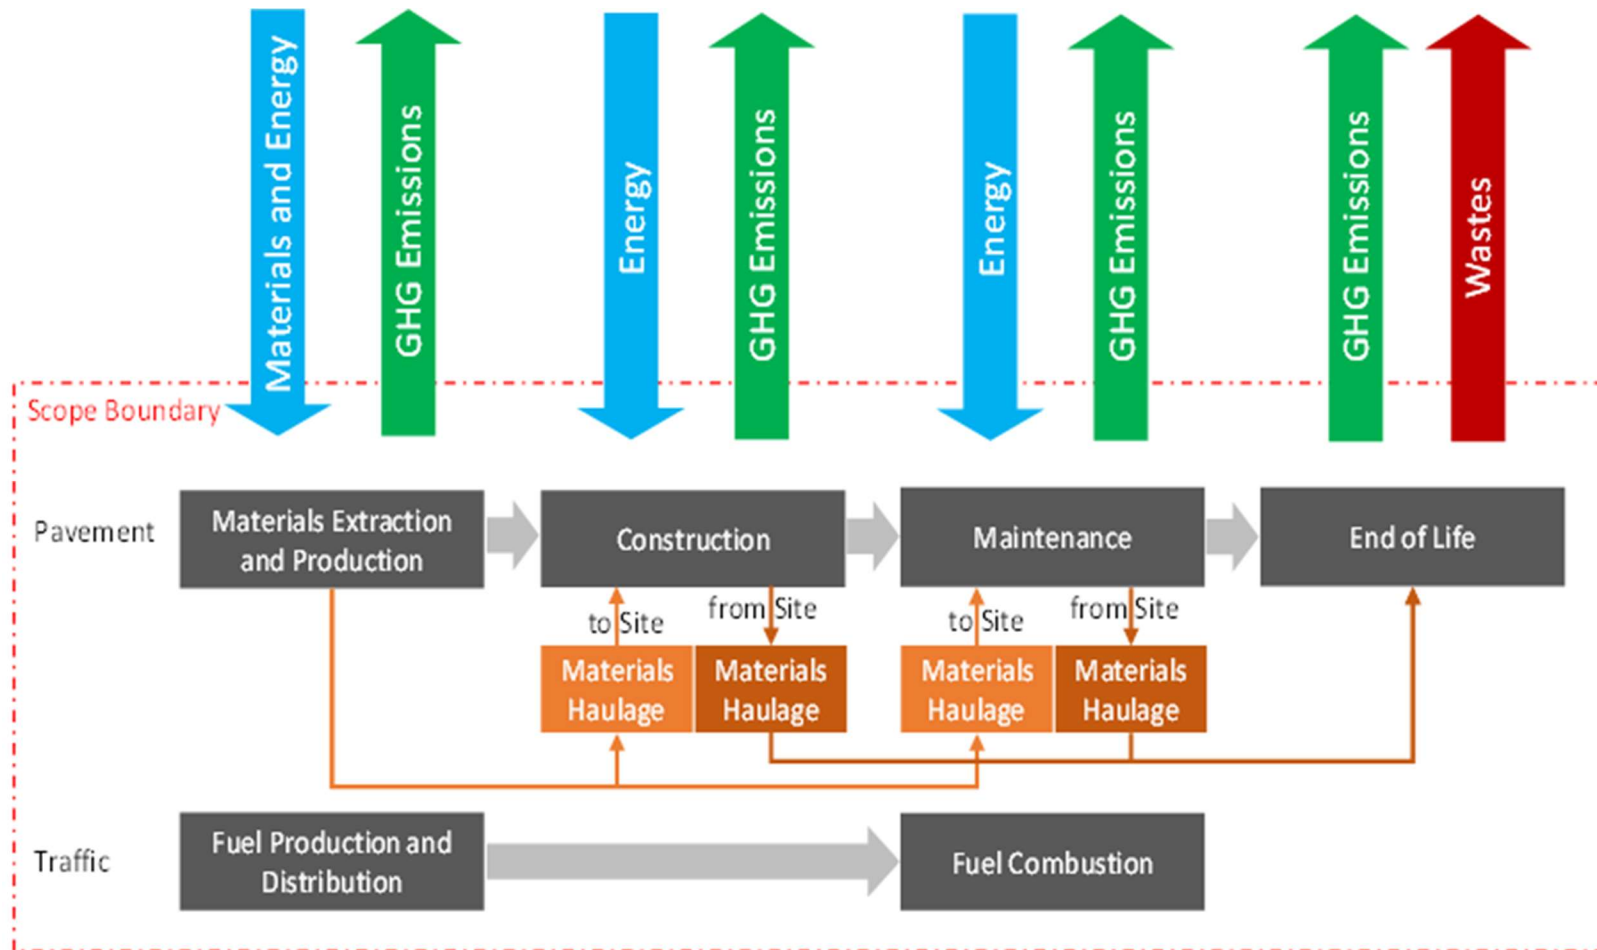 Materials and Energy
GHG Emissions
Energy
GHG Emissions
Energy
GHG Emissions
GHG Emissions
Wastes
Scope Boundary
Pavement
Materials Extraction
and Production
Construction
Maintenance
End of Life
to Site
from Site
to Site
from Site
Materials
Haulage
Materials
Haulage
Materials
Haulage
Materials
Haulage
Traffic
Fuel Production and
Distribution
Fuel Combustion